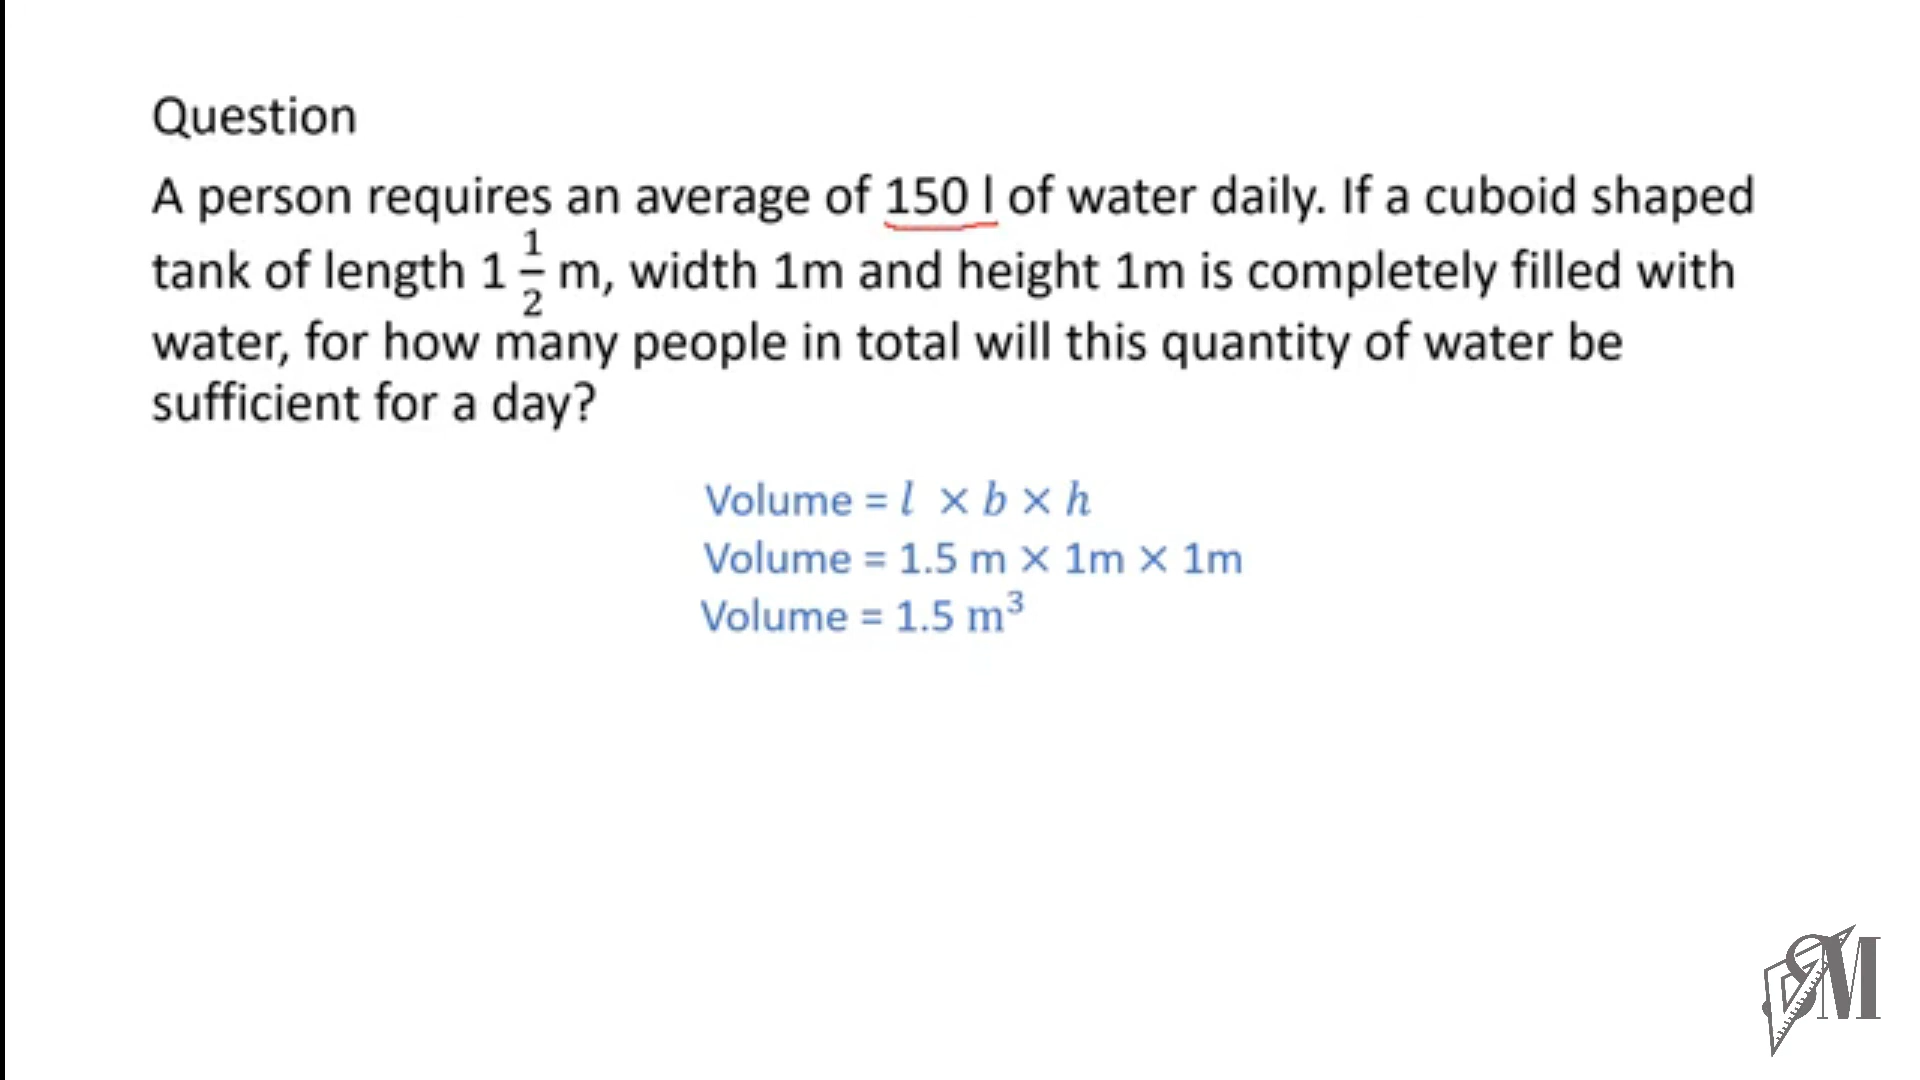 Question
A person requires an average of 150 l of water daily. If a cuboid shaped
tank of length 1 1/2 m, width 1m and height 1m is completely filled with
water, for how many people in total will this quantity of water be
sufficient for a day?
Volume = l × b × h
Volume = 1.5 m × 1m × 1m
Volume = 1.5 m³
SM